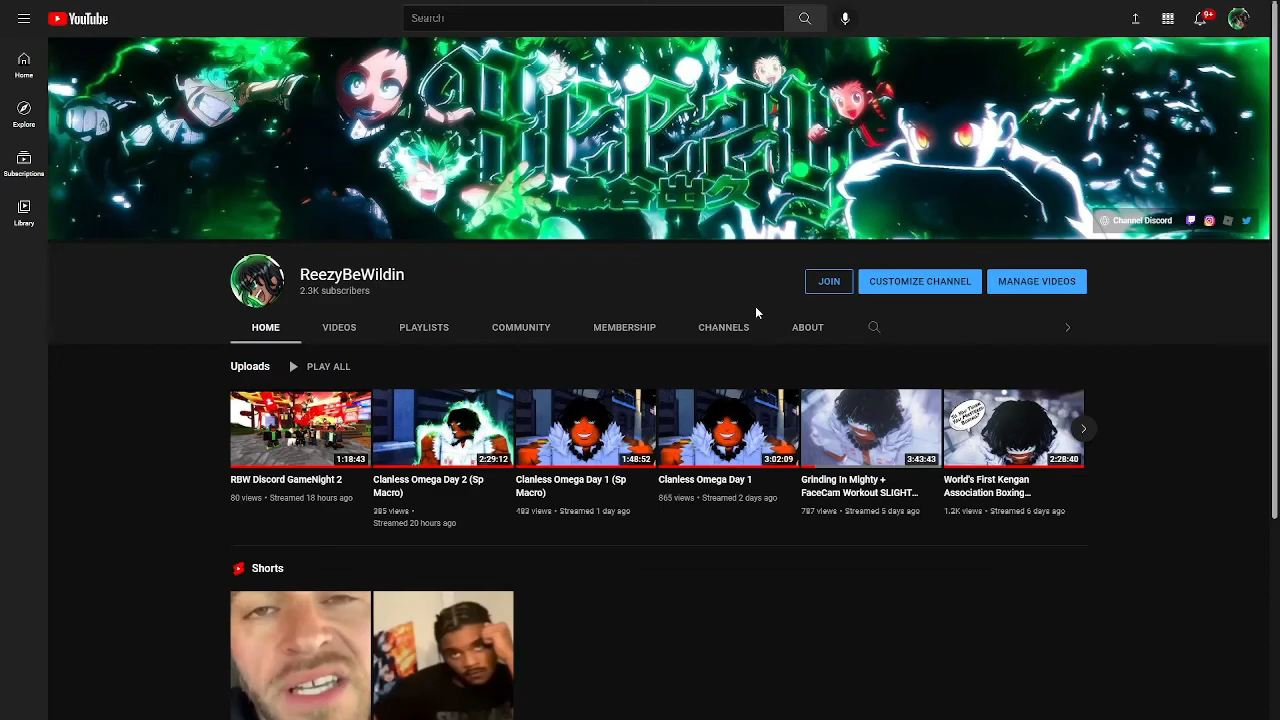 YouTube
Search
9+
Home
Explore
Subscriptions
Library
Reezy
Channel Discord
ReezyBeWildin
2.3K subscribers
JOIN
CUSTOMIZE CHANNEL
MANAGE VIDEOS
HOME VIDEOS PLAYLISTS COMMUNITY MEMBERSHIP CHANNELS ABOUT
Uploads
PLAY ALL
1:18:43
RBW Discord GameNight 2
80 views • Streamed 18 hours ago
2:29:12
Clanless Omega Day 2 (Sp
Macro)
385 views •
Streamed 20 hours ago
1:48:52
Clanless Omega Day 1 (Sp
Macro)
483 views • Streamed 1 day ago
3:02:09
Clanless Omega Day 1
865 views • Streamed 2 days ago
3:43:43
Grinding In Mighty +
FaceCam Workout SLIGHT...
787 views • Streamed 5 days ago
2:28:40
World's First Kengan
Association Boxing...
1.2K views • Streamed 6 days ago
Shorts